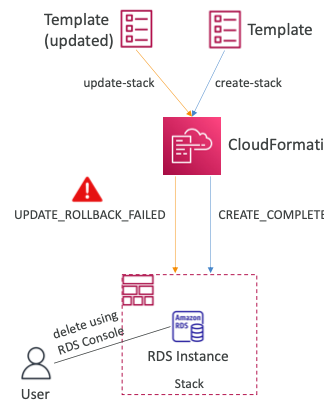 Template
(updated)
Template
update-stack
create-stack
CloudFormati
UPDATE_ROLLBACK_FAILED
CREATE_COMPLETE
delete using
RDS Console
Amazon
RDS
RDS Instance
User
Stack